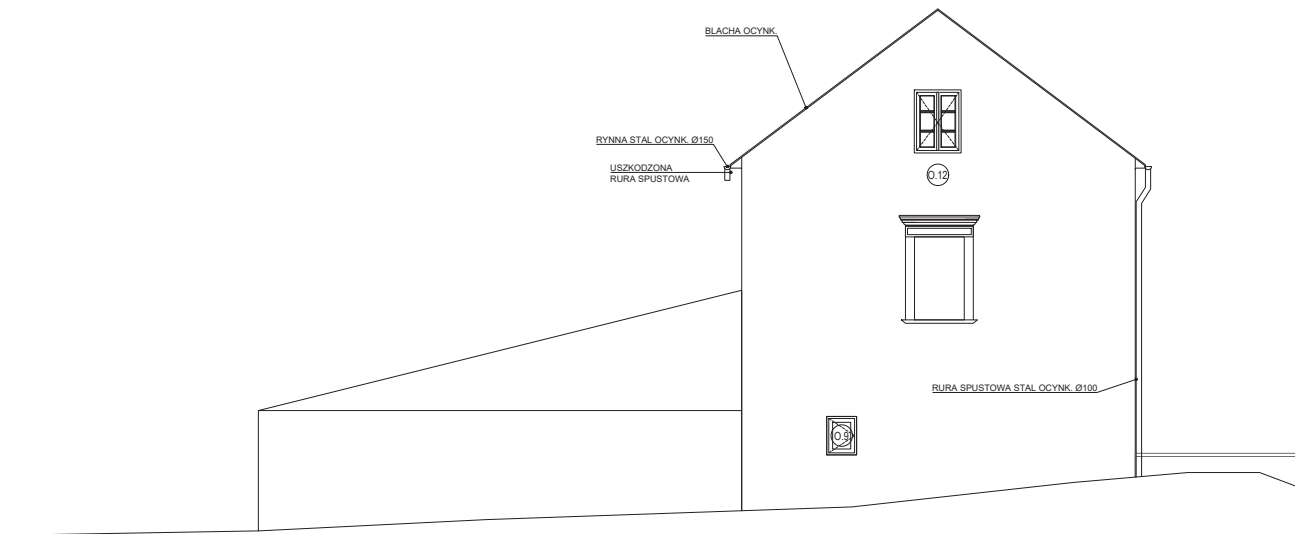 BLACHA OCYNK.
RYNNA STAL OCYNK. Ø150
USZKODZONA
RURA SPUSTOWA
O.12
RURA SPUSTOWA STAL OCYNK. Ø100
O.9